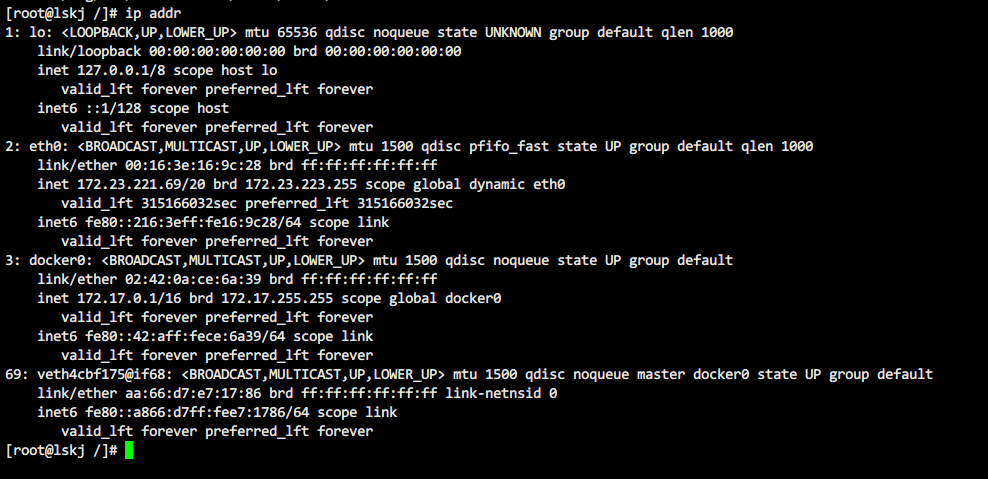 [root@lskj /]# ip addr
1: lo: <LOOPBACK,UP,LOWER_UP> mtu 65536 qdisc noqueue state UNKNOWN group default qlen 1000
    link/loopback 00:00:00:00:00:00 brd 00:00:00:00:00:00
    inet 127.0.0.1/8 scope host lo
       valid_lft forever preferred_lft forever
    inet6 ::1/128 scope host
       valid_lft forever preferred_lft forever
2: eth0: <BROADCAST,MULTICAST,UP,LOWER_UP> mtu 1500 qdisc pfifo_fast state UP group default qlen 1000
    link/ether 00:16:3e:16:9c:28 brd ff:ff:ff:ff:ff:ff
    inet 172.23.221.69/20 brd 172.23.223.255 scope global dynamic eth0
       valid_lft 315166032sec preferred_lft 315166032sec
    inet6 fe80::216:3eff:fe16:9c28/64 scope link
       valid_lft forever preferred_lft forever
3: docker0: <BROADCAST,MULTICAST,UP,LOWER_UP> mtu 1500 qdisc noqueue state UP group default
    link/ether 02:42:0a:ce:6a:39 brd ff:ff:ff:ff:ff:ff
    inet 172.17.0.1/16 brd 172.17.255.255 scope global docker0
       valid_lft forever preferred_lft forever
    inet6 fe80::42:aff:fece:6a39/64 scope link
       valid_lft forever preferred_lft forever
69: veth4cbf175@if68: <BROADCAST,MULTICAST,UP,LOWER_UP> mtu 1500 qdisc noqueue master docker0 state UP group default
    link/ether aa:66:d7:e7:17:86 brd ff:ff:ff:ff:ff:ff link-netnsid 0
    inet6 fe80::a866:d7ff:fee7:1786/64 scope link
       valid_lft forever preferred_lft forever
[root@lskj /]#